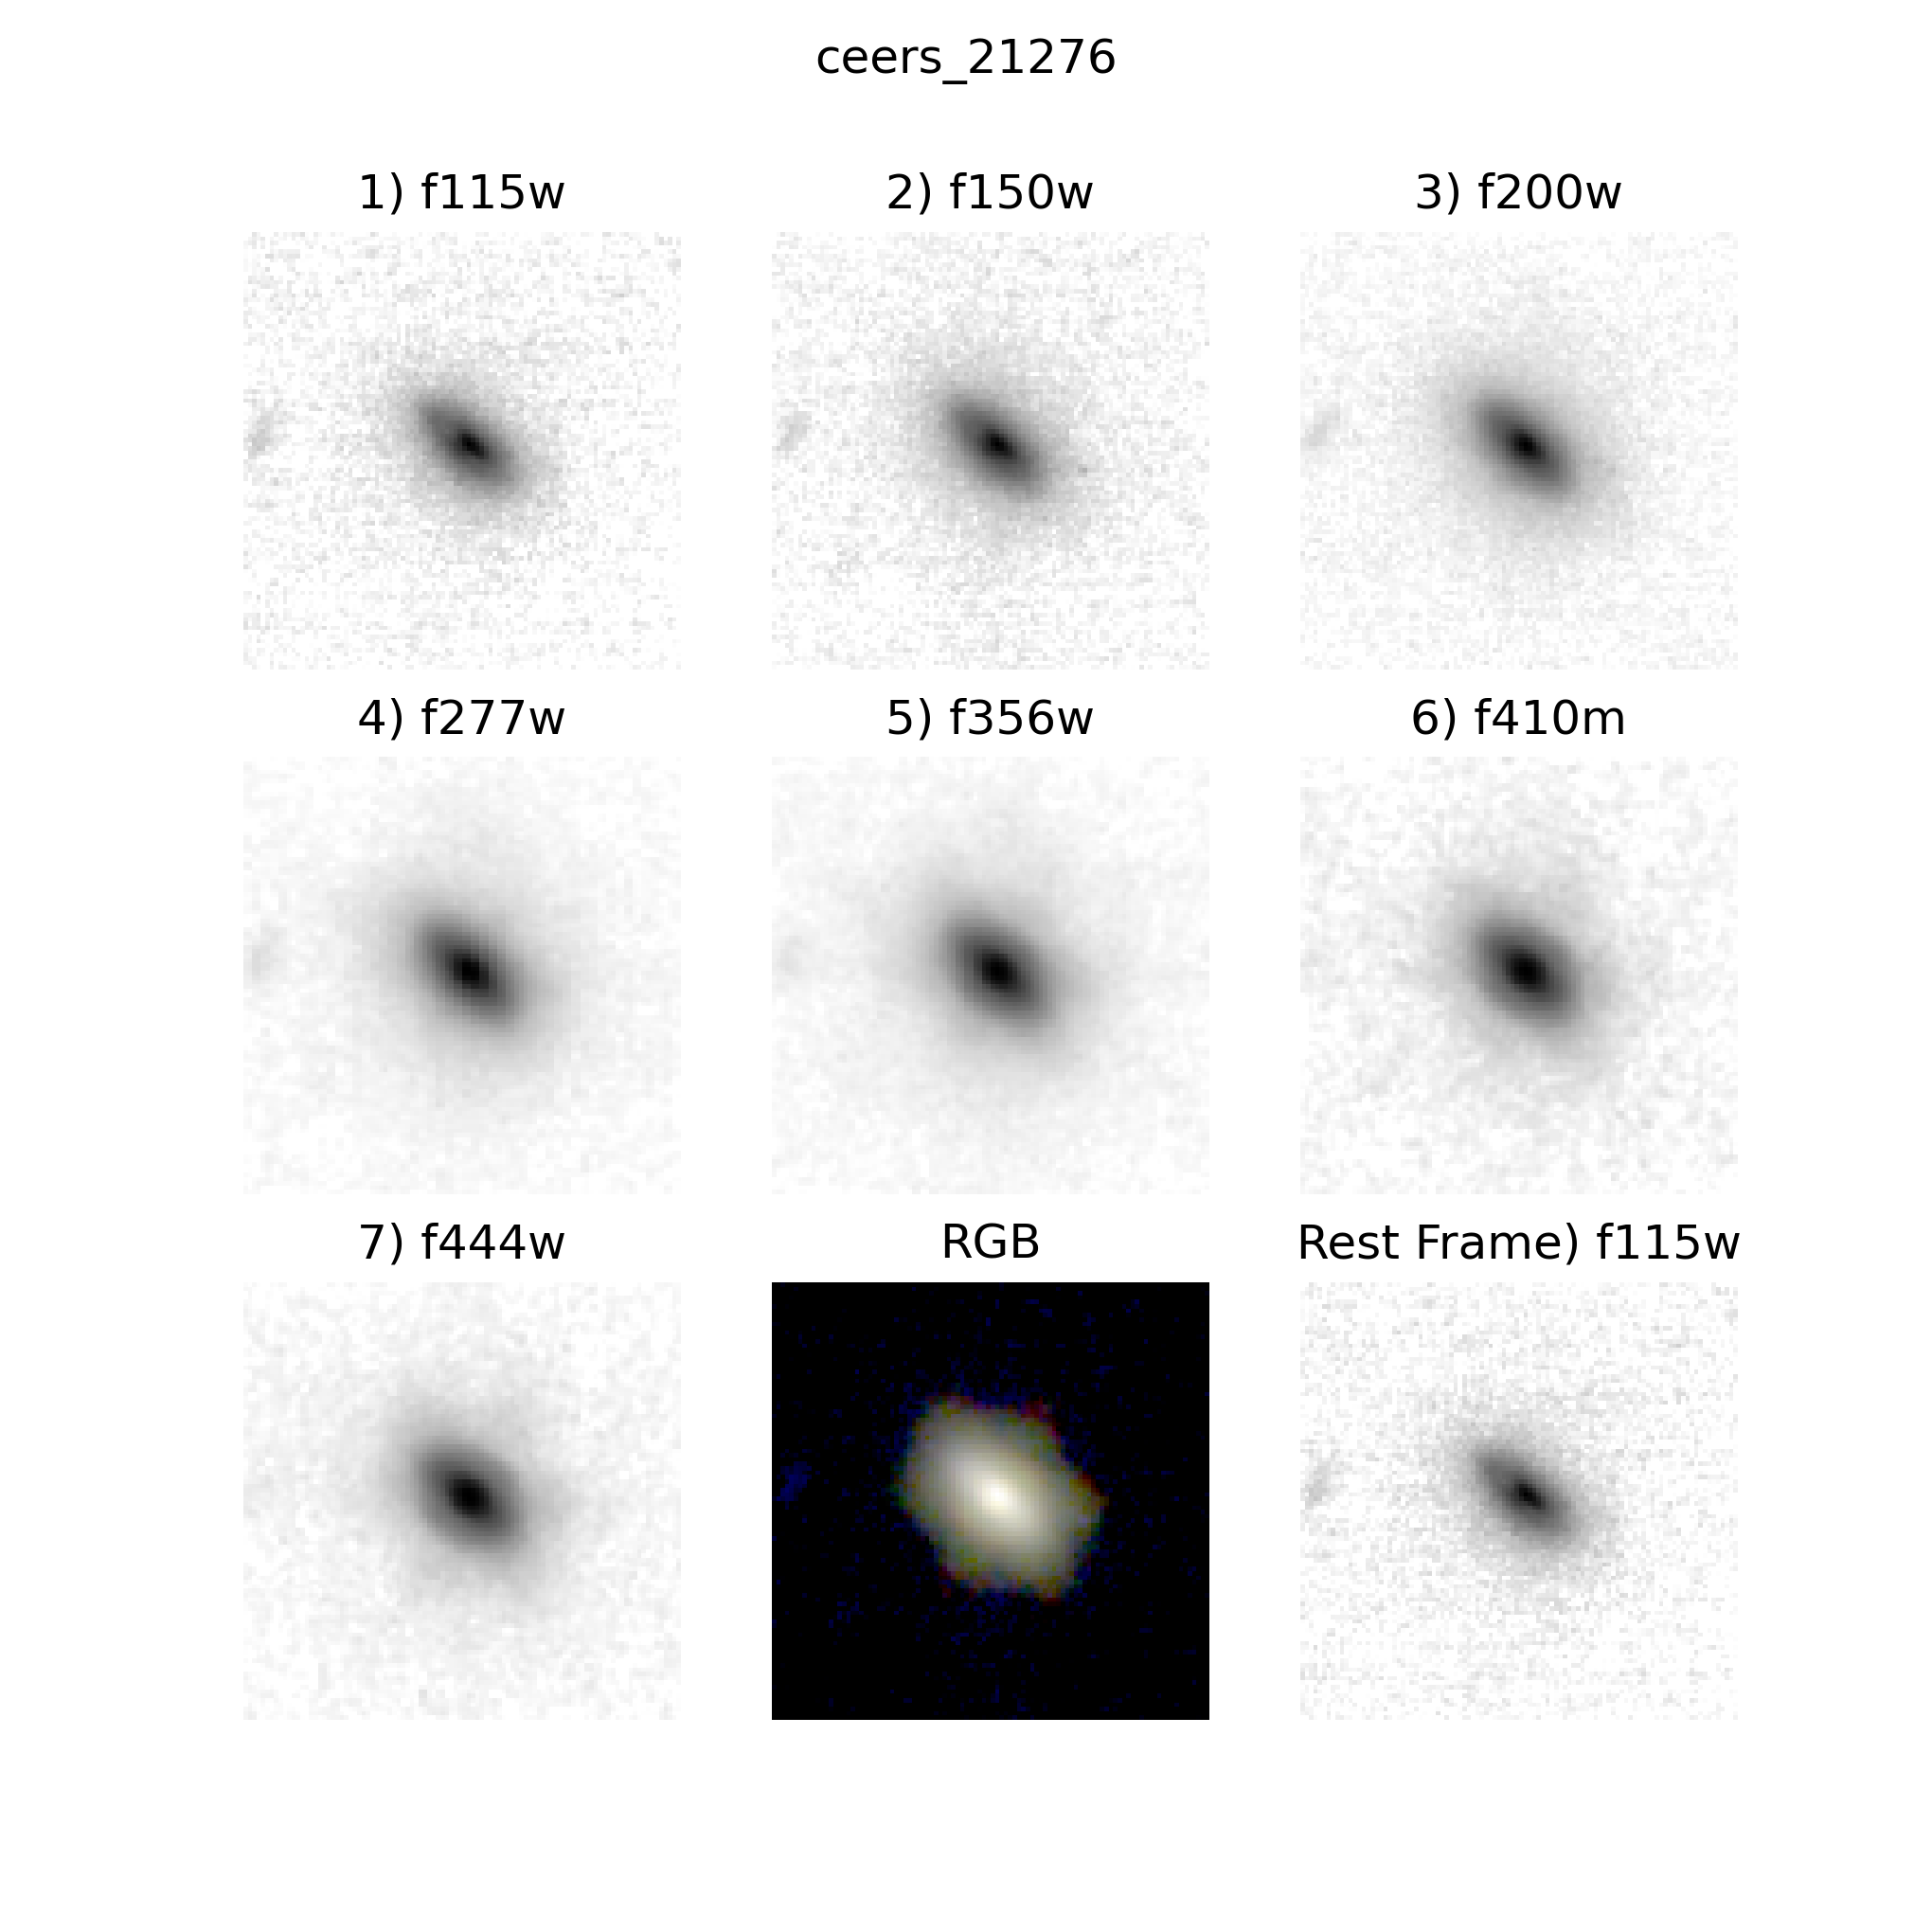 ceers_21276
1) f115w
2) f150w
3) f200w
4) f277w
5) f356w
6) f410m
7) f444w
RGB
Rest Frame) f115w